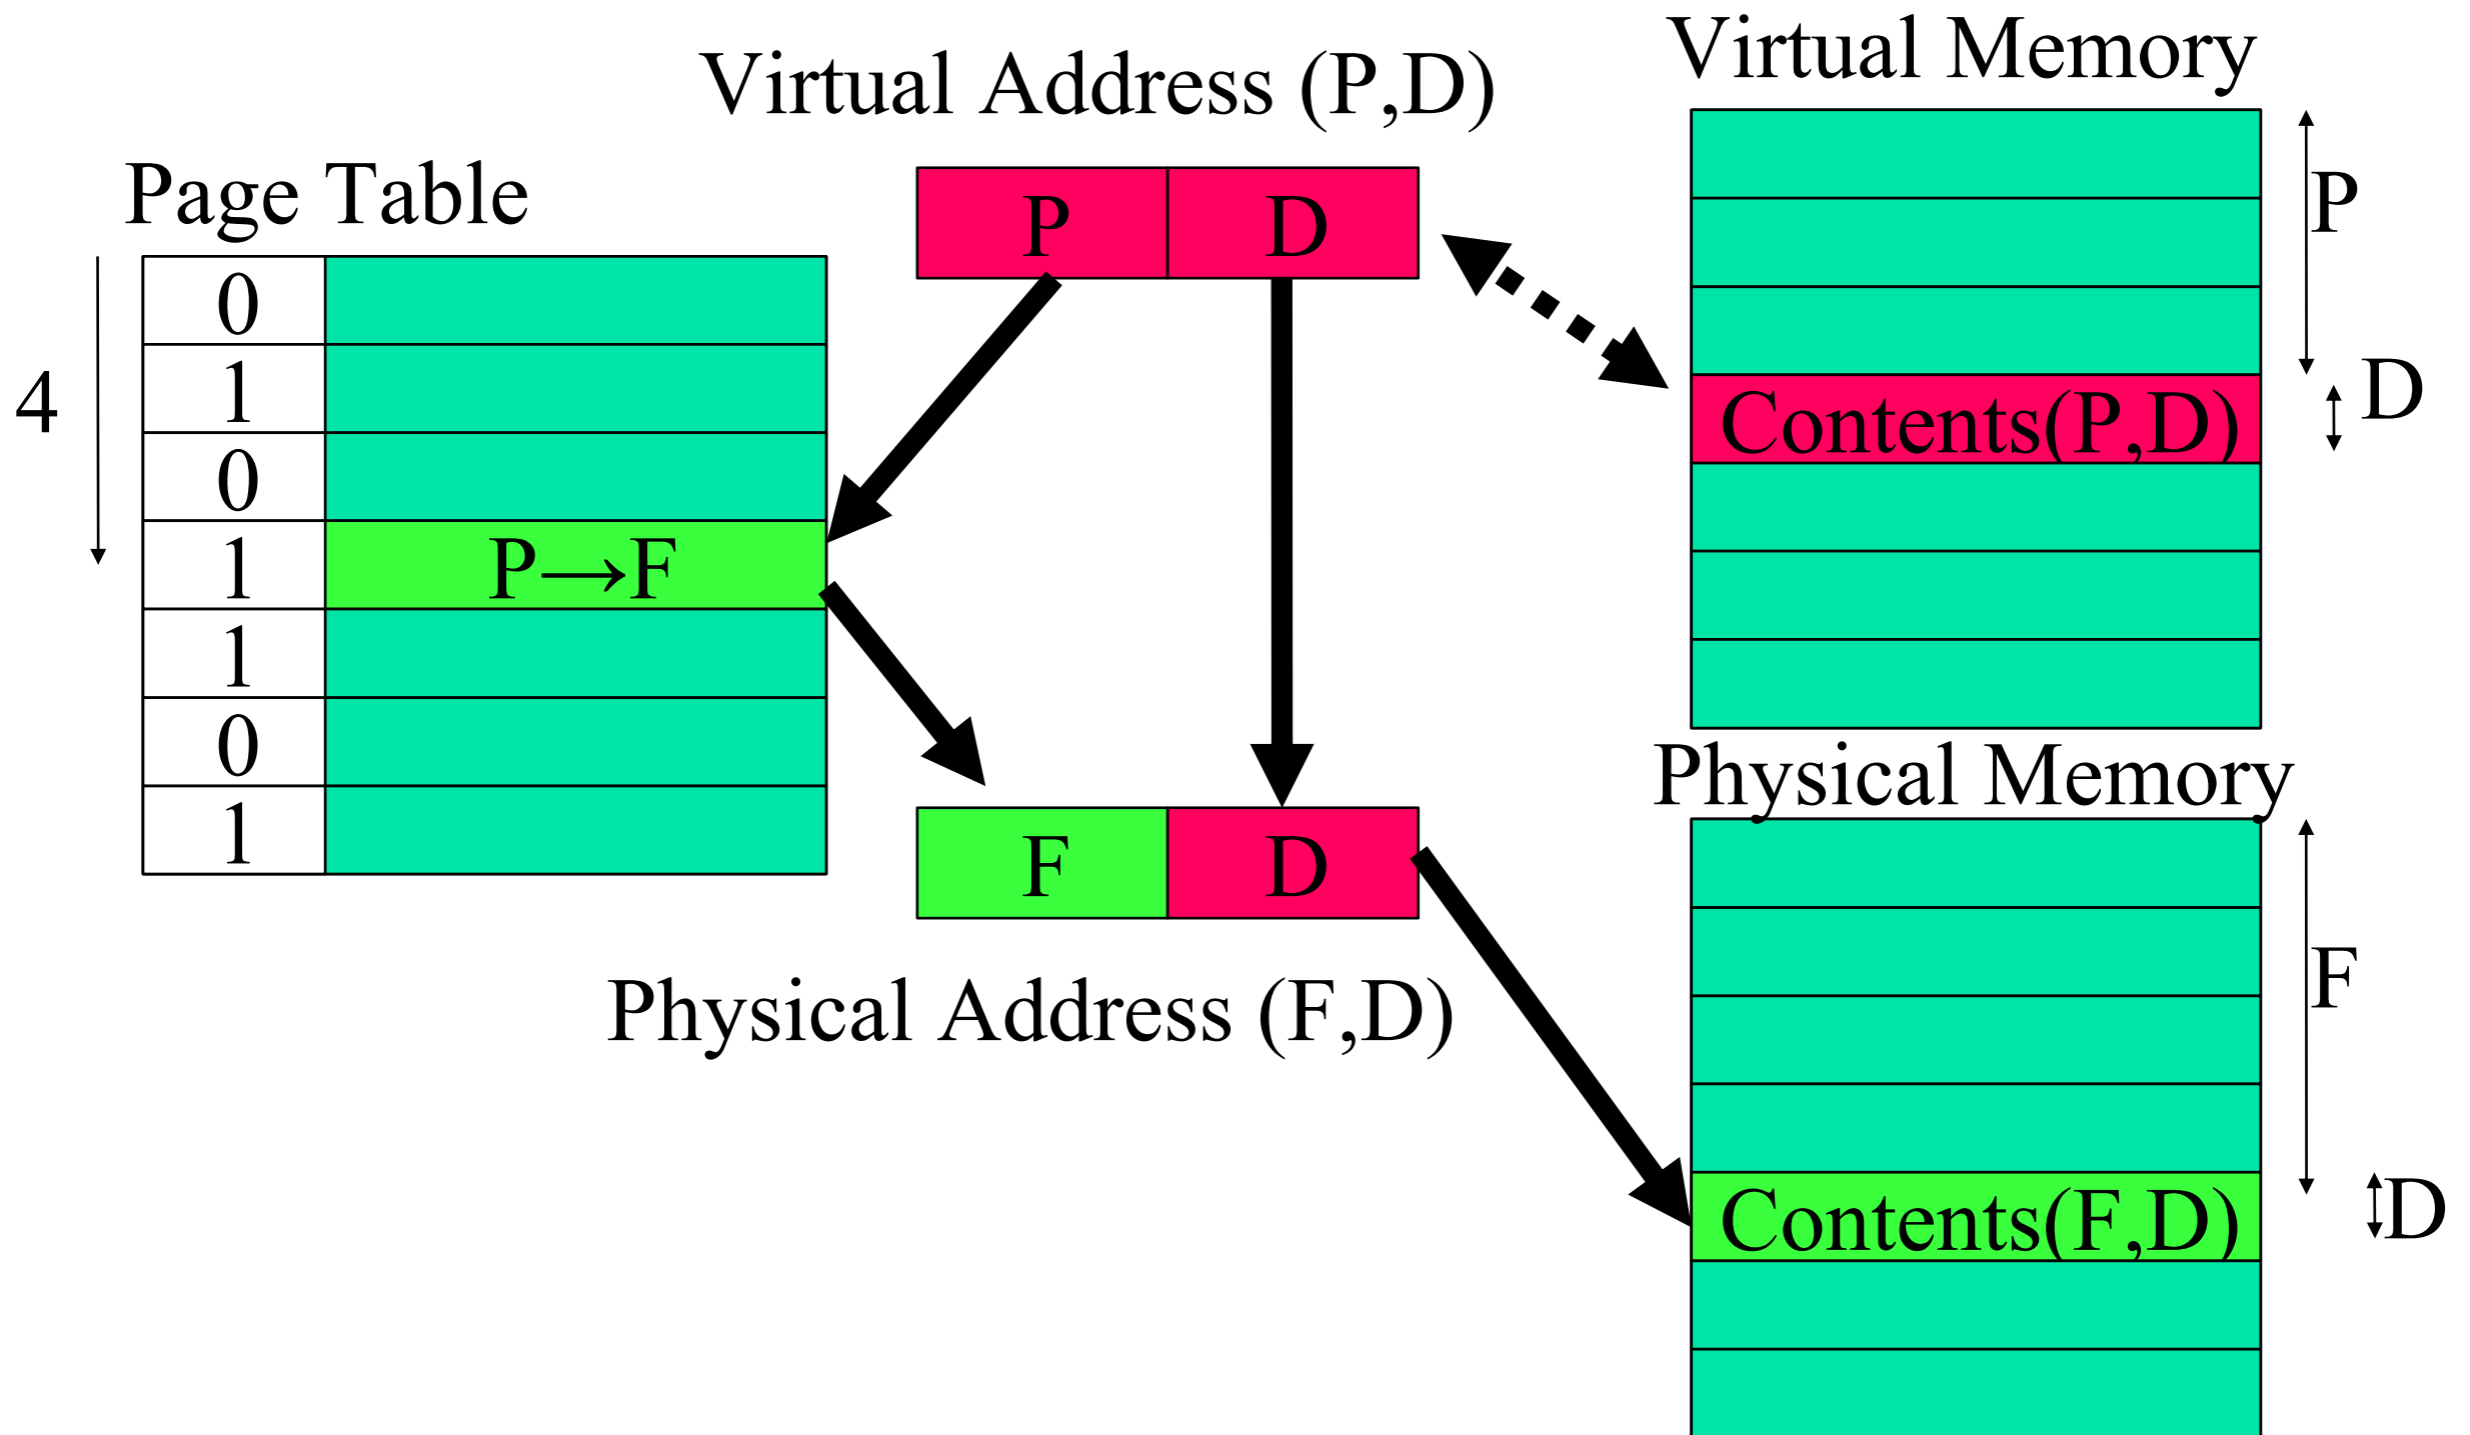 Virtual Address (P,D)
P D
Page Table
4
0
1
0
1 P→F
1
0
1
F D
Physical Address (F,D)
Virtual Memory
P
Contents(P,D) D
Physical Memory
F
Contents(F,D) D